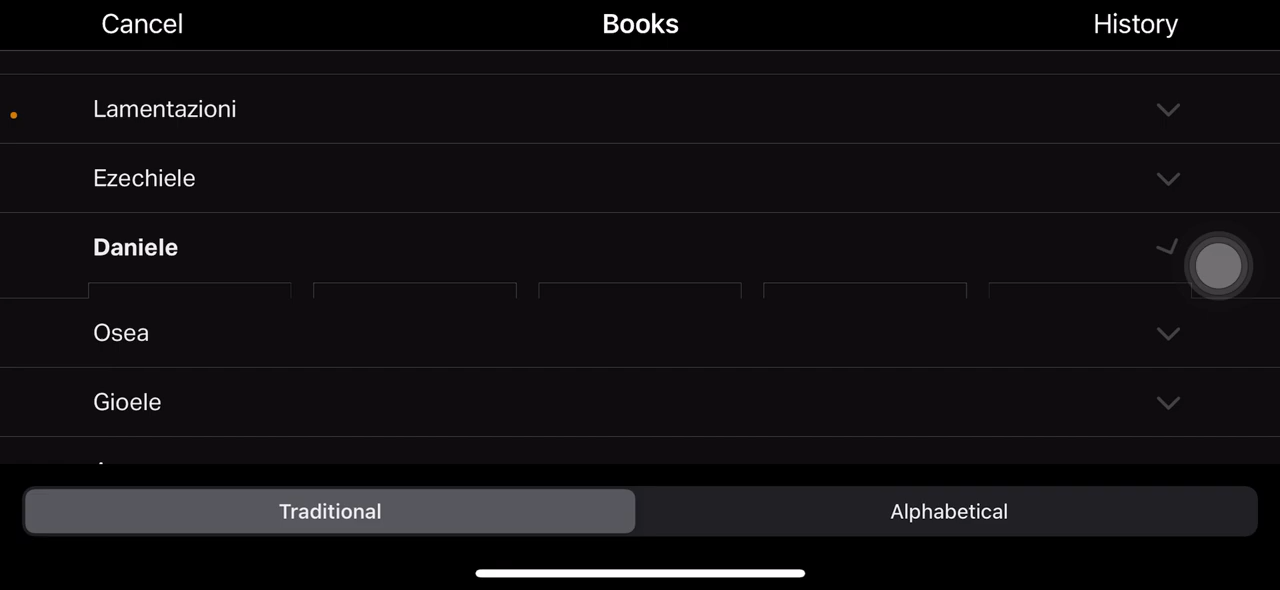 Cancel Books History
Lamentazioni
Ezechiele
Daniele
Osea
Gioele
Traditional Alphabetical